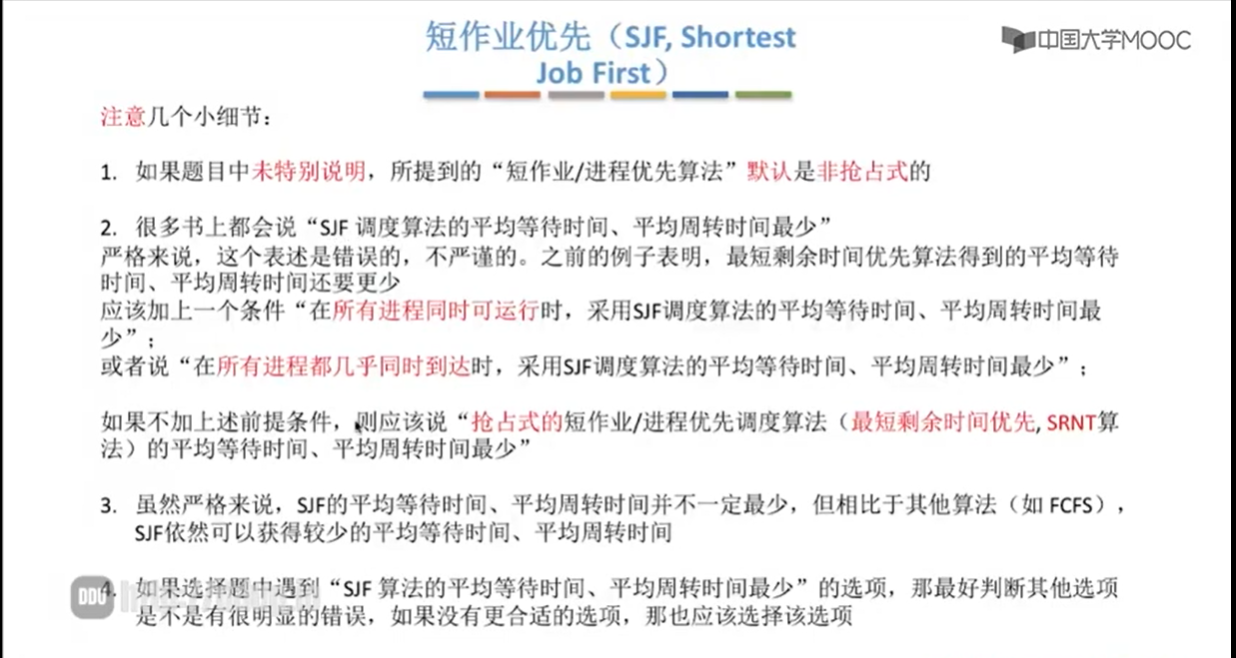 短作业优先（SJF, Shortest
Job First）
中国大学MOOC
注意几个小细节：
1. 如果题目中未特别说明，所提到的“短作业/进程优先算法”默认是非抢占式的
2. 很多书上都会说“SJF 调度算法的平均等待时间、平均周转时间最少”
严格来说，这个表述是错误的，不严谨的。之前的例子表明，最短剩余时间优先算法得到的平均等待
时间、平均周转时间还要更少
应该加上一个条件“在所有进程同时可运行时，采用SJF调度算法的平均等待时间、平均周转时间最
少”；
或者说“在所有进程都几乎同时到达时，采用SJF调度算法的平均等待时间、平均周转时间最少”；
如果不加上述前提条件，则应该说“抢占式的短作业/进程优先调度算法（最短剩余时间优先, SRNT算
法）的平均等待时间、平均周转时间最少”
3. 虽然严格来说，SJF的平均等待时间、平均周转时间并不一定最少，但相比于其他算法（如 FCFS），
SJF依然可以获得较少的平均等待时间、平均周转时间
4. 如果选择题中遇到“SJF 算法的平均等待时间、平均周转时间最少”的选项，那最好判断其他选项
是不是有很明显的错误，如果没有更合适的选项，那也应该选择该选项
DDU